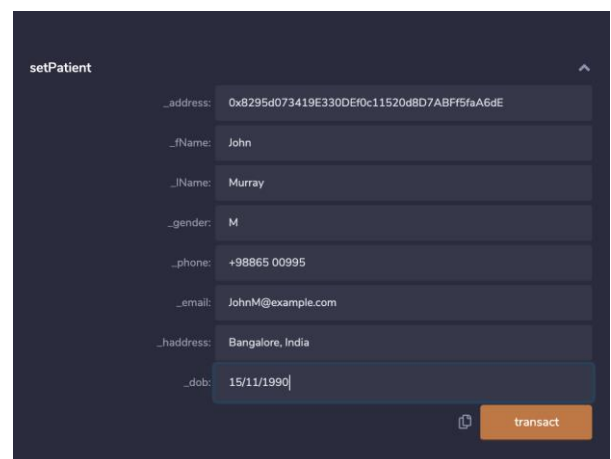 setPatient
_address: 0x8295d073419E330DEf0c11520d8D7ABFf5faA6dE
_fName: John
_lName: Murray
_gender: M
_phone: +98865 00995
_email: JohnM@example.com
_haddress: Bangalore, India
_dob: 15/11/1990
transact